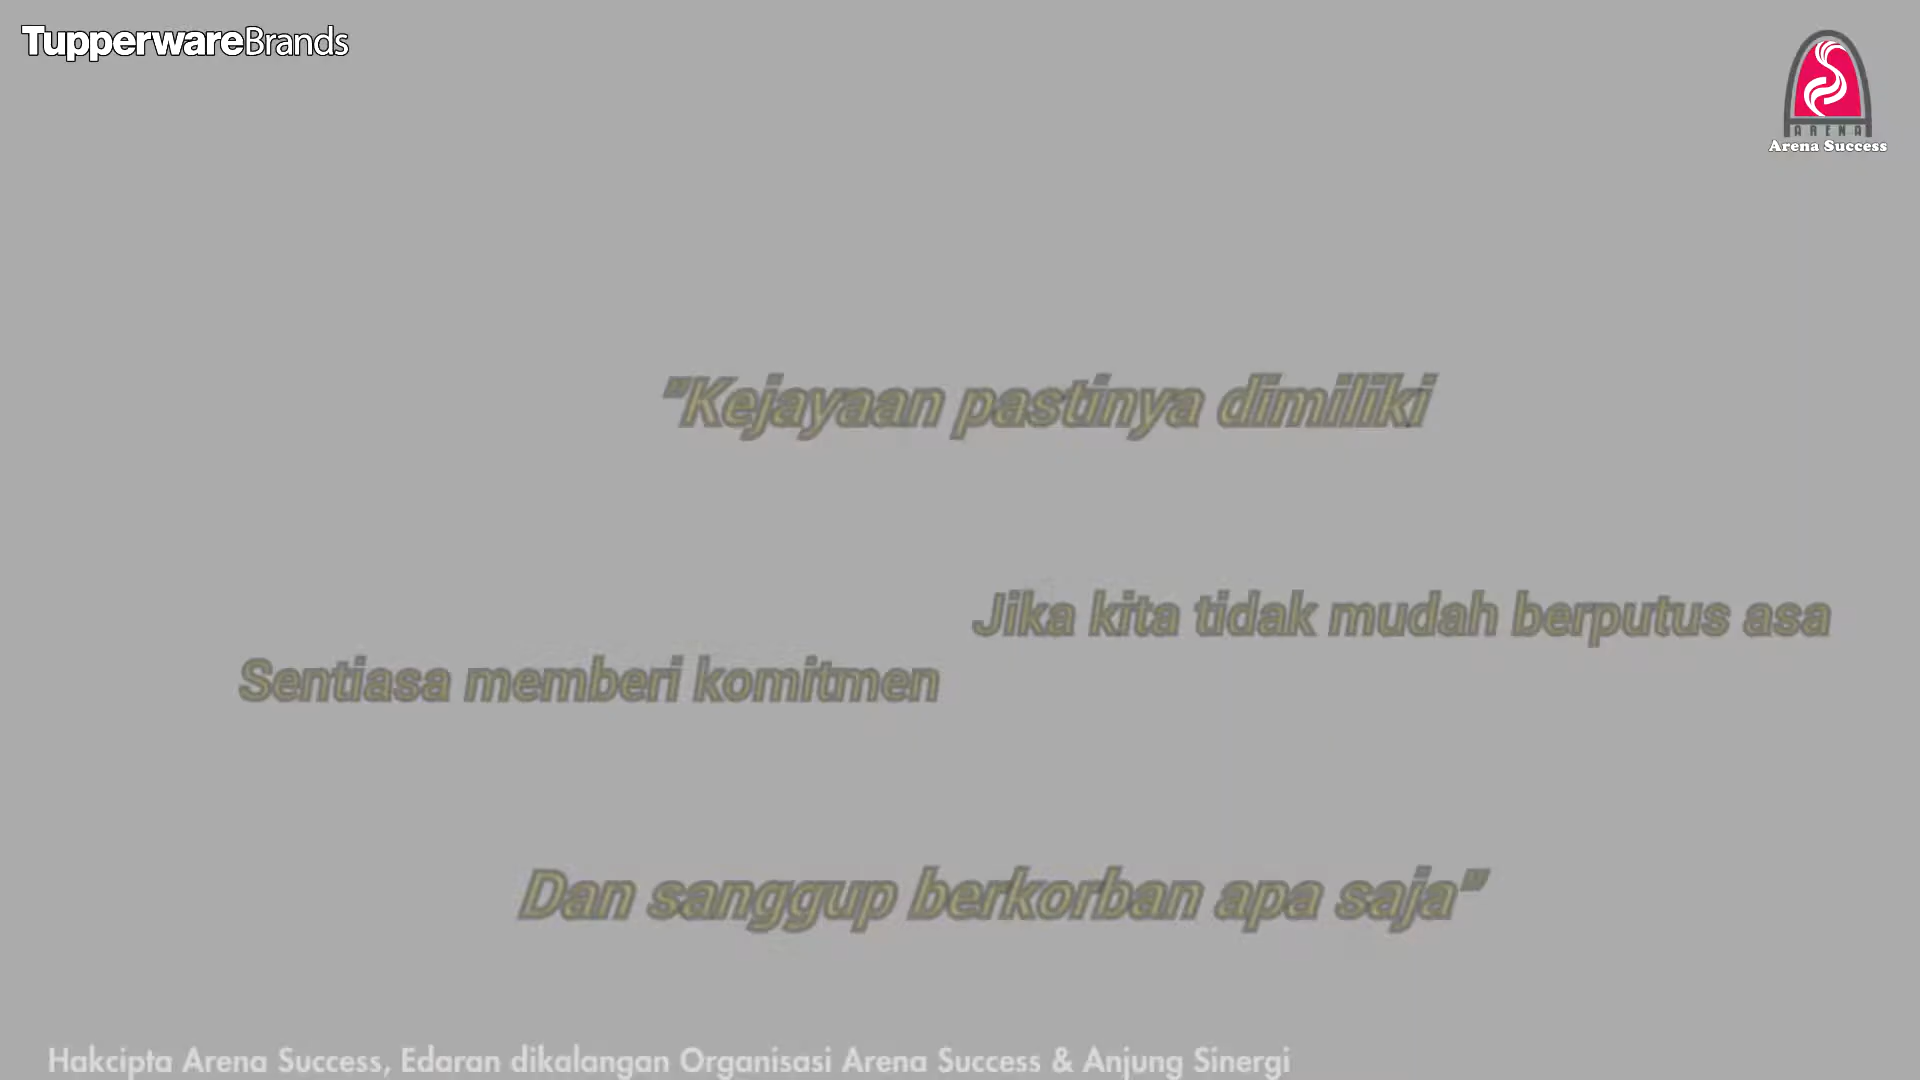 TupperwareBrands
ARENA
Arena Success
"Kejayaan pastinya dimiliki
Jika kita tidak mudah berputus asa
Sentiasa memberi komitmen
Dan sanggup berkorban apa saja"
Hakcipta Arena Success, Edaran dikalangan Organisasi Arena Success & Anjung Sinergi